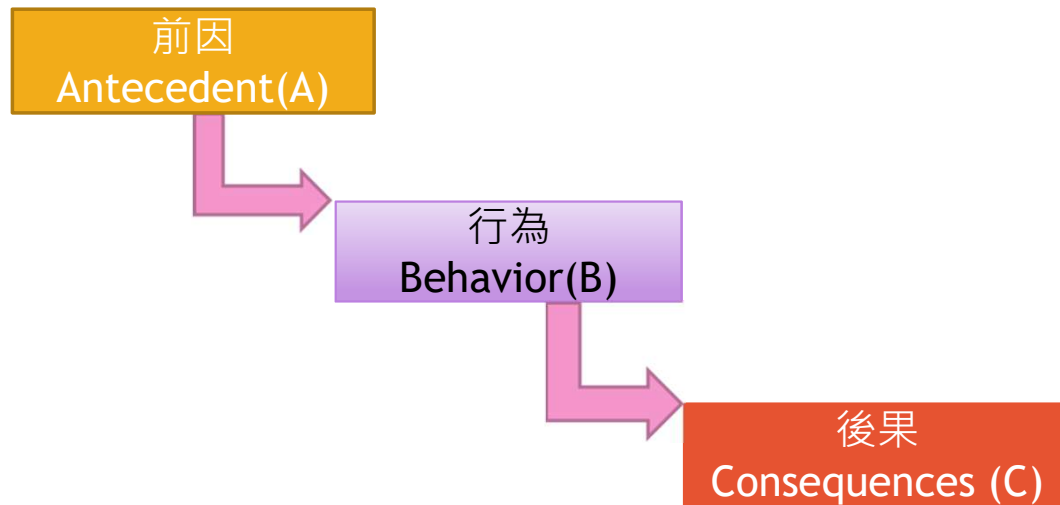 前因
Antecedent(A)
行為
Behavior(B)
後果
Consequences (C)